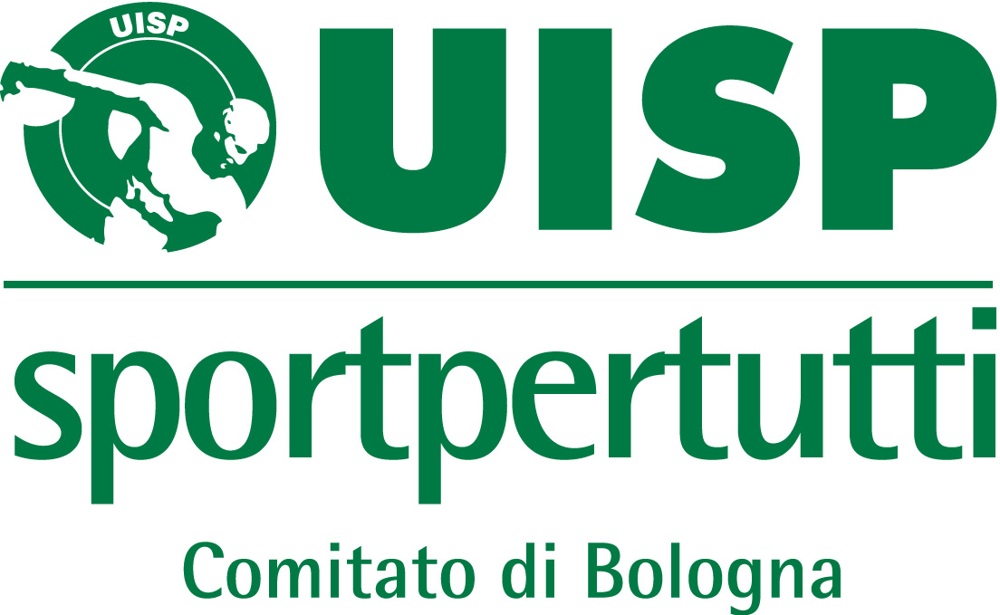 UISP
UISP
sportpertutti
Comitato di Bologna